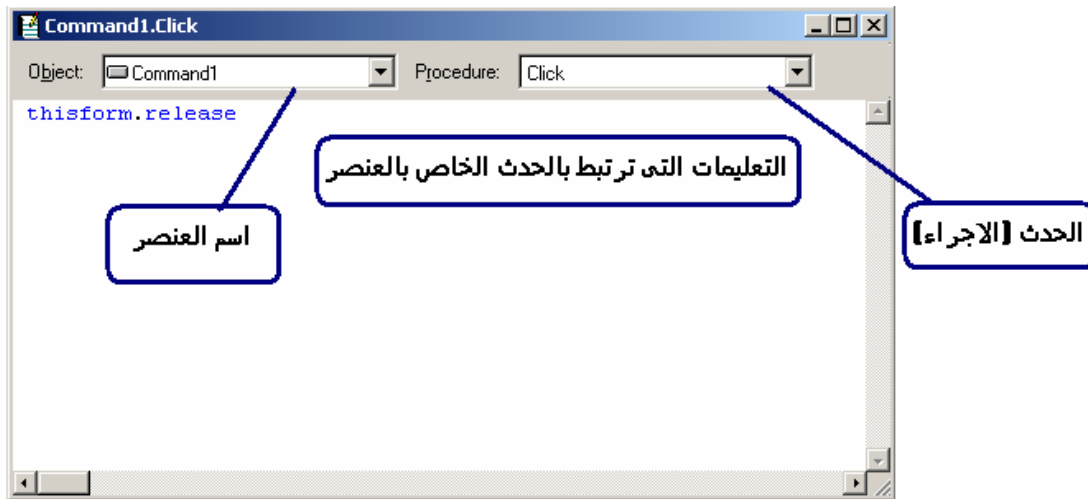 Command1.Click
Object: Command1 Procedure: Click
thisform.release
التعليمات التى ترتبط بالحدث الخاص بالعنصر
اسم العنصر
الحدث (الاجراء)